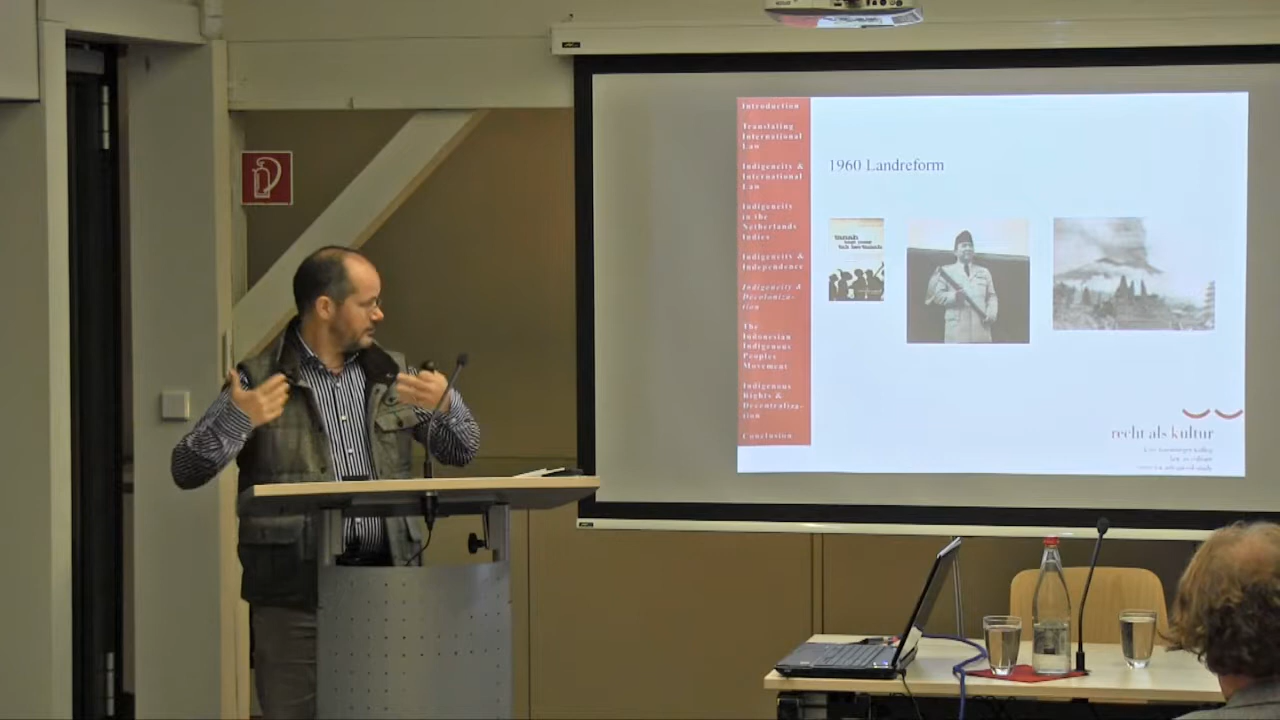 Introduction
Translating
International
Law
Indigeneity &
International
Law
Indigeneity
in the
Netherlands
Indies
Indigeneity &
Independence
Indigeneity &
Decoloniza-
tion
The
Indonesian
Indigenous
Peoples
Movement
Indigenous
Rights &
Decentraliza-
tion
Conclusion
1960 Landreform
recht als kultur